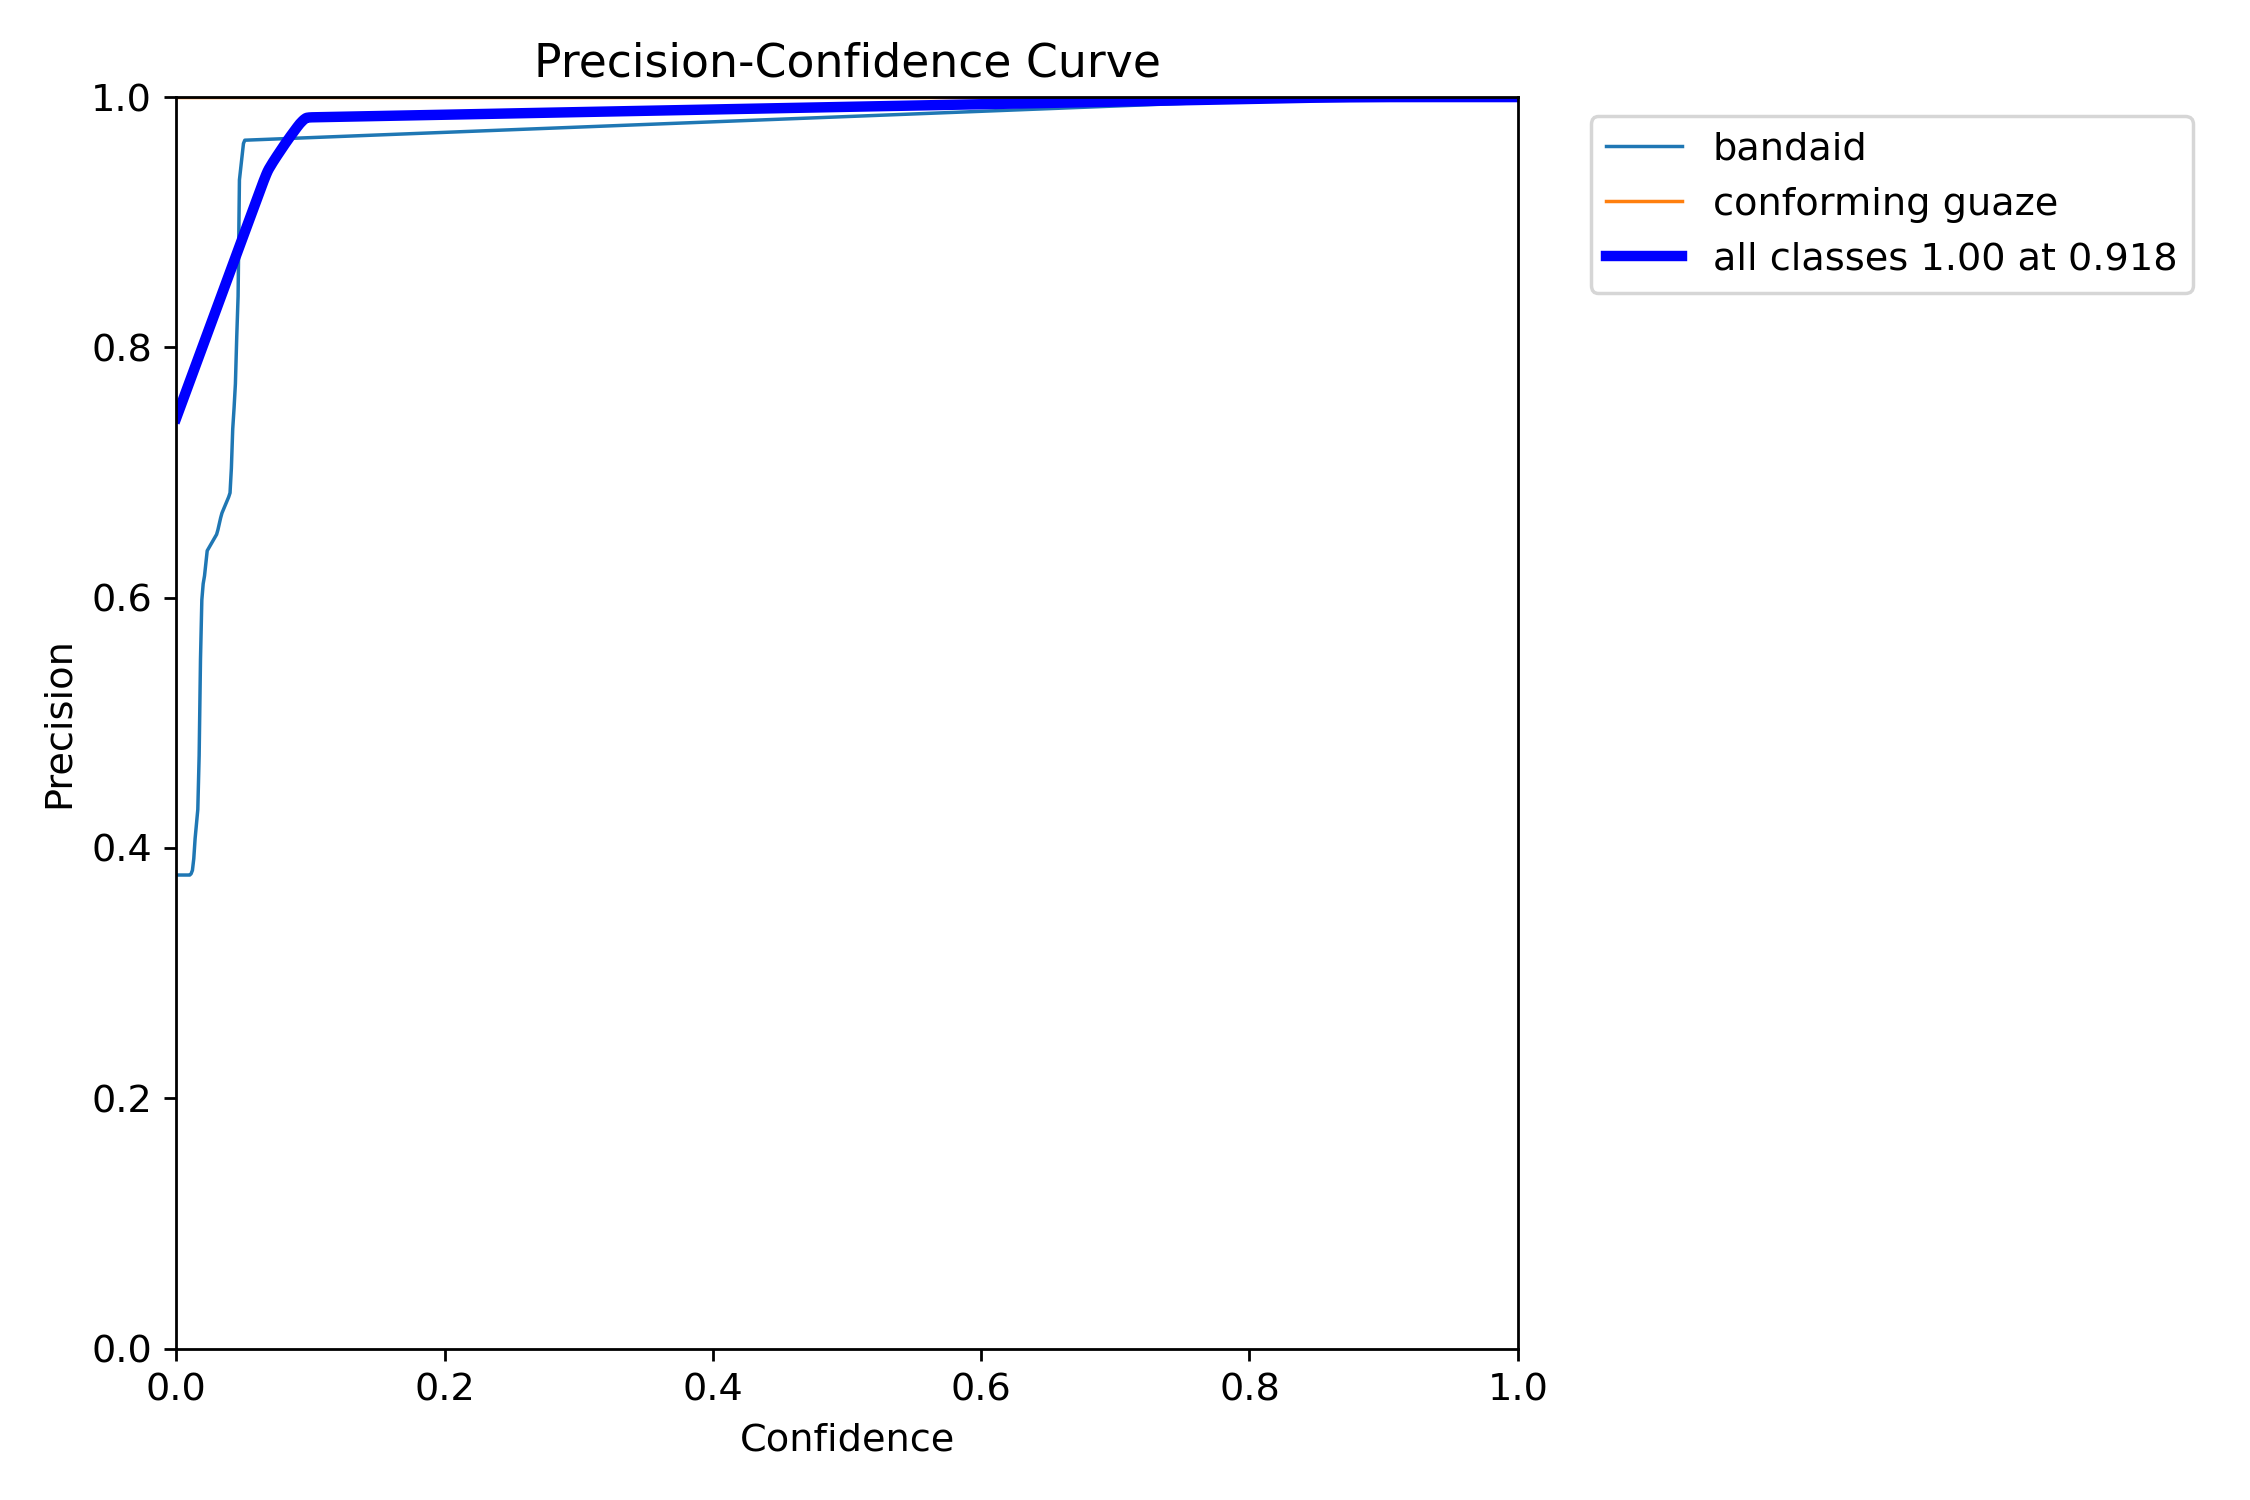 Precision-Confidence Curve
1.0
0.8
0.6
0.4
0.2
0.0
Precision
0.0 0.2 0.4 0.6 0.8 1.0
Confidence
bandaid
conforming guaze
all classes 1.00 at 0.918